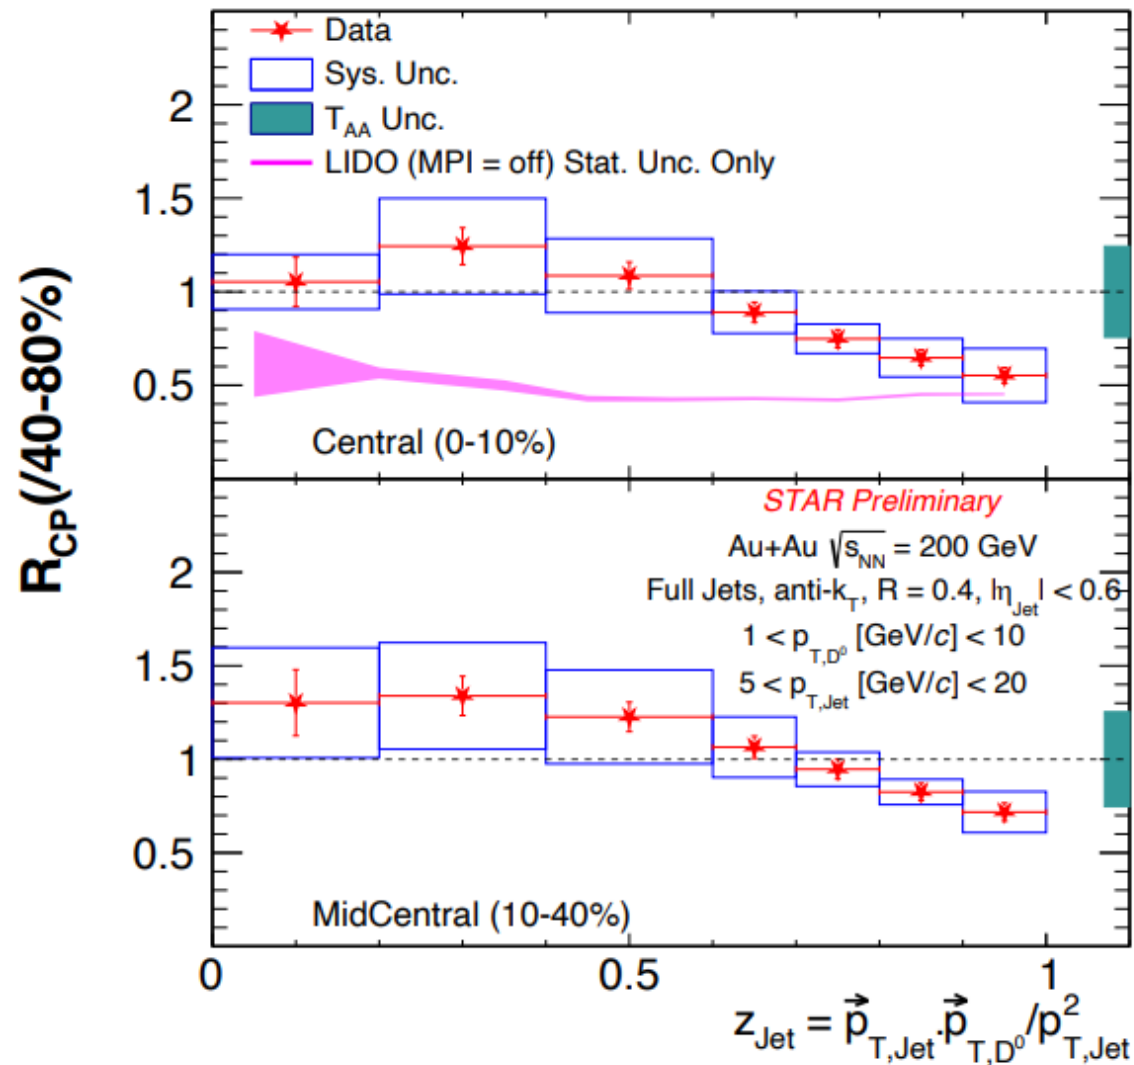 Data
Sys. Unc.
T_AA Unc.
LIDO (MPI = off) Stat. Unc. Only
2
1.5
1
0.5
Central (0-10%)
R_CP(/40-80%)
STAR Preliminary
Au+Au √s_NN = 200 GeV
Full Jets, anti-k_T, R = 0.4, |η_Jet| < 0.6
1 < p_T,D⁰ [GeV/c] < 10
5 < p_T,Jet [GeV/c] < 20
2
1.5
1
0.5
MidCentral (10-40%)
0 0.5 1
z_Jet = p⃗_T,Jet.p⃗_T,D⁰/p²_T,Jet